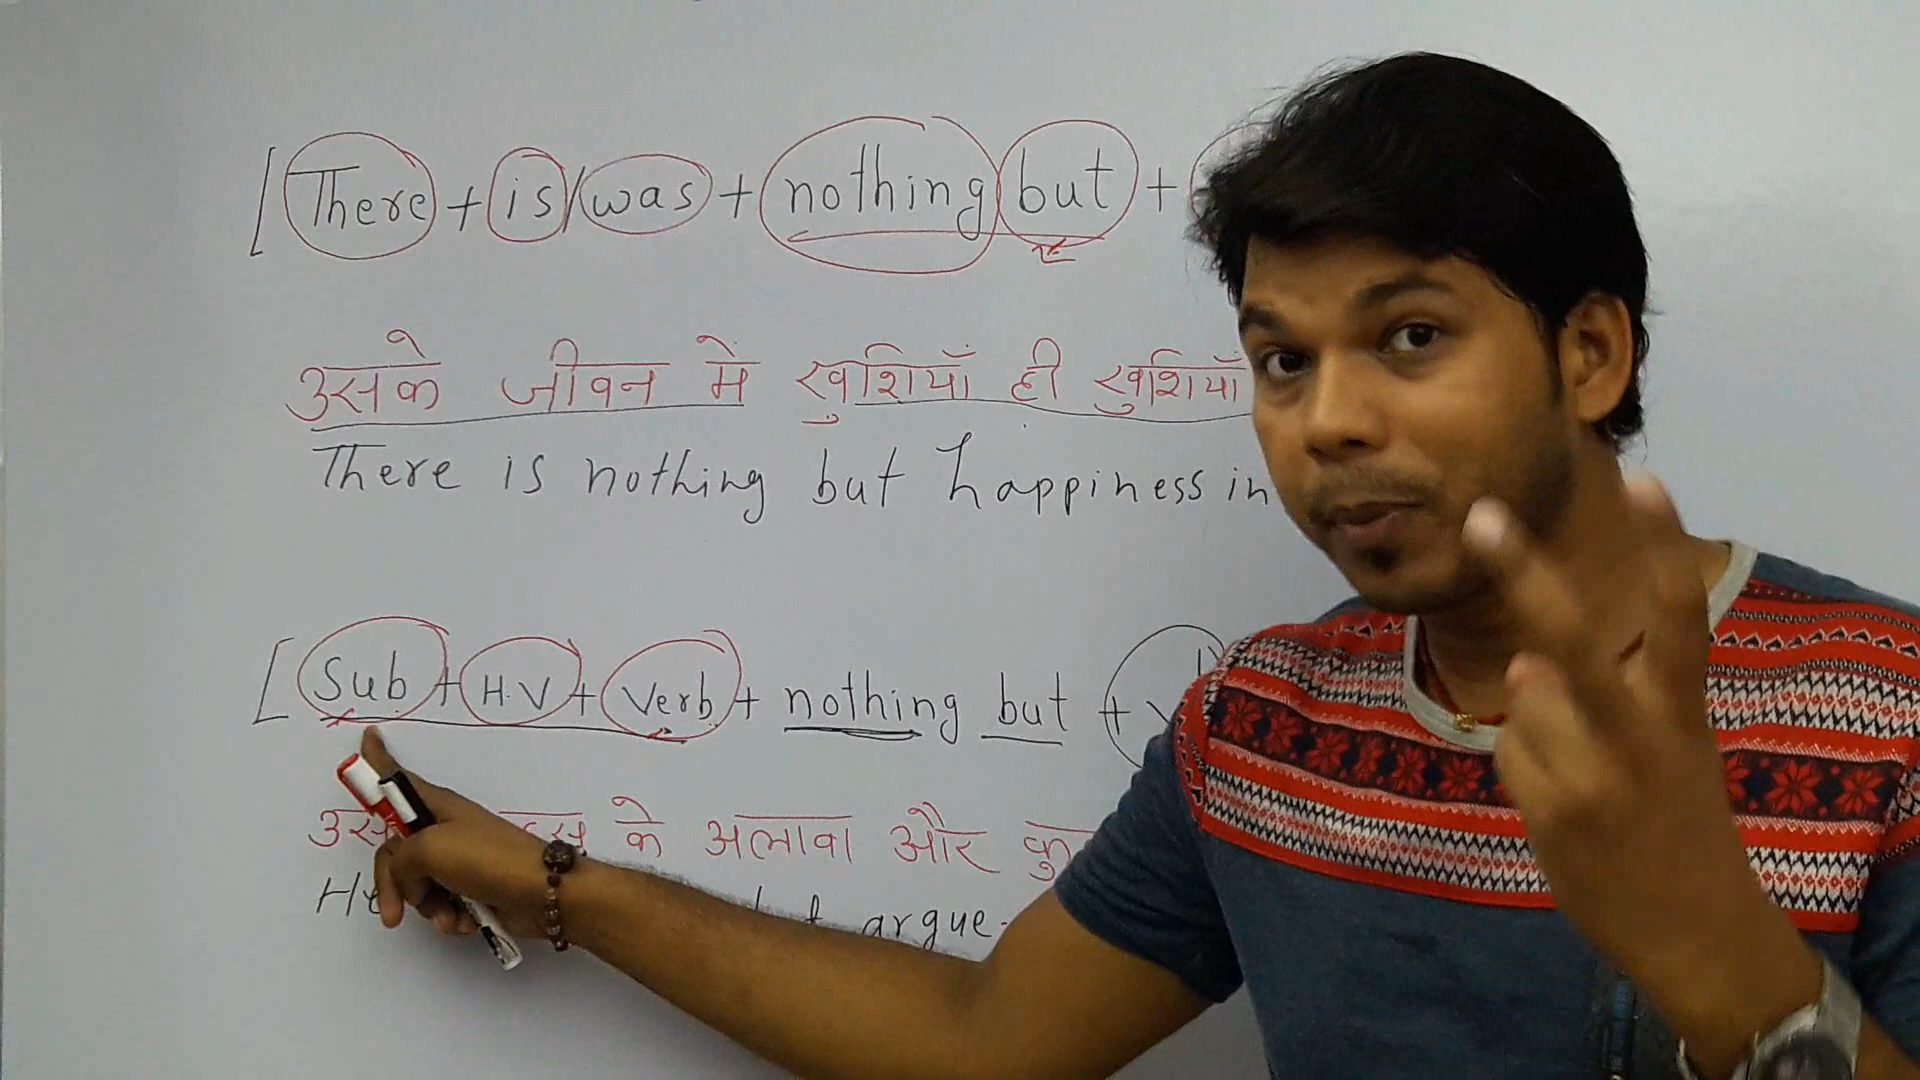 [There + is/was + nothing but +
उसके जीवन में खुशियाँ ही खुशियाँ
There is nothing but happiness in
[Sub + H.V + Verb + nothing but +
के अलावा और
argue